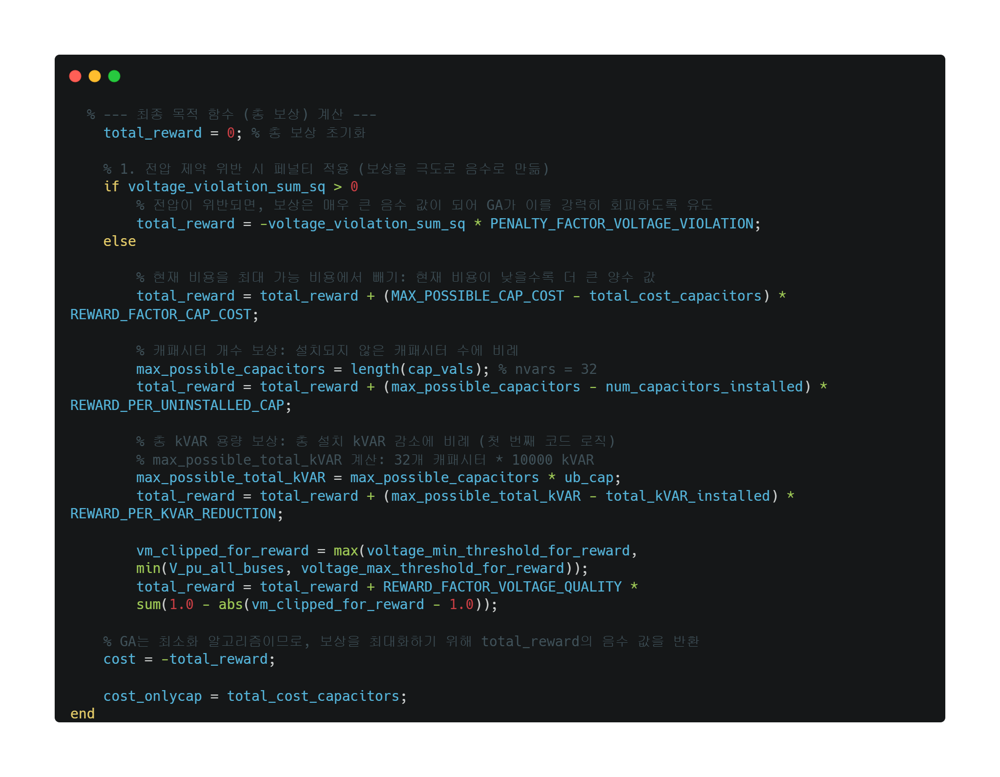 % --- 최종 목적 함수 (총 보상) 계산 ---
total_reward = 0; % 총 보상 초기화
% 1. 전압 제약 위반 시 페널티 적용 (보상을 극도로 음수로 만듦)
if voltage_violation_sum_sq > 0
% 전압이 위반되면, 보상은 매우 큰 음수 값이 되어 GA가 이를 강력히 회피하도록 유도
total_reward = -voltage_violation_sum_sq * PENALTY_FACTOR_VOLTAGE_VIOLATION;
else
% 현재 비용을 최대 가능 비용에서 빼기: 현재 비용이 낮을수록 더 큰 양수 값
total_reward = total_reward + (MAX_POSSIBLE_CAP_COST - total_cost_capacitors) *
REWARD_FACTOR_CAP_COST;
% 캐패시터 개수 보상: 설치되지 않은 캐패시터 수에 비례
max_possible_capacitors = length(cap_vals); % nvars = 32
total_reward = total_reward + (max_possible_capacitors - num_capacitors_installed) *
REWARD_PER_UNINSTALLED_CAP;
% 총 kVAR 용량 보상: 총 설치 kVAR 감소에 비례 (첫 번째 코드 로직)
% max_possible_total_kVAR 계산: 32개 캐패시터 * 10000 kVAR
max_possible_total_kVAR = max_possible_capacitors * ub_cap;
total_reward = total_reward + (max_possible_total_kVAR - total_kVAR_installed) *
REWARD_PER_KVAR_REDUCTION;
vm_clipped_for_reward = max(voltage_min_threshold_for_reward,
min(V_pu_all_buses, voltage_max_threshold_for_reward));
total_reward = total_reward + REWARD_FACTOR_VOLTAGE_QUALITY *
sum(1.0 - abs(vm_clipped_for_reward - 1.0));
% GA는 최소화 알고리즘이므로, 보상을 최대화하기 위해 total_reward의 음수 값을 반환
cost = -total_reward;
cost_onlycap = total_cost_capacitors;
end